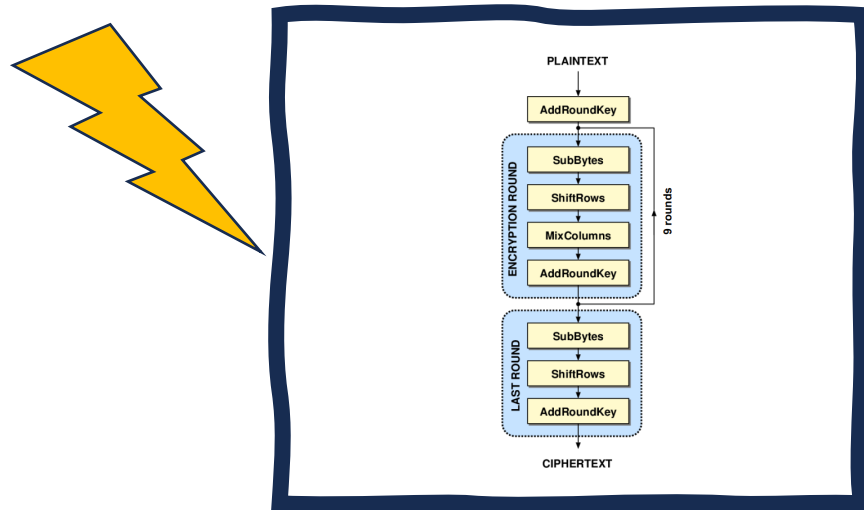 PLAINTEXT
AddRoundKey
ENCRYPTION ROUND
SubBytes
ShiftRows
MixColumns
AddRoundKey
9 rounds
LAST ROUND
SubBytes
ShiftRows
AddRoundKey
CIPHERTEXT